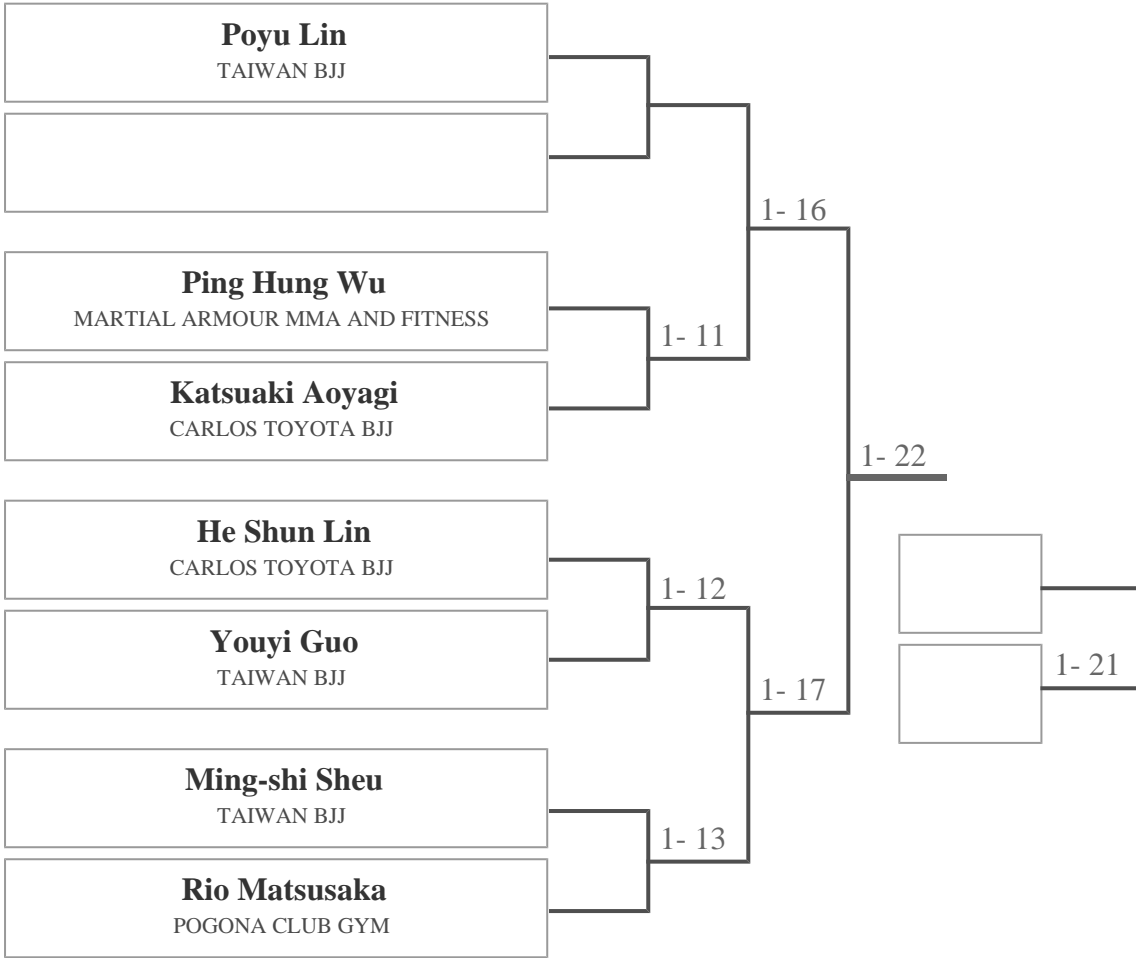 Poyu Lin
TAIWAN BJJ
1- 16
Ping Hung Wu
MARTIAL ARMOUR MMA AND FITNESS
1- 11
Katsuaki Aoyagi
CARLOS TOYOTA BJJ
1- 22
He Shun Lin
CARLOS TOYOTA BJJ
1- 12
Youyi Guo
TAIWAN BJJ
1- 17
1- 21
Ming-shi Sheu
TAIWAN BJJ
1- 13
Rio Matsusaka
POGONA CLUB GYM